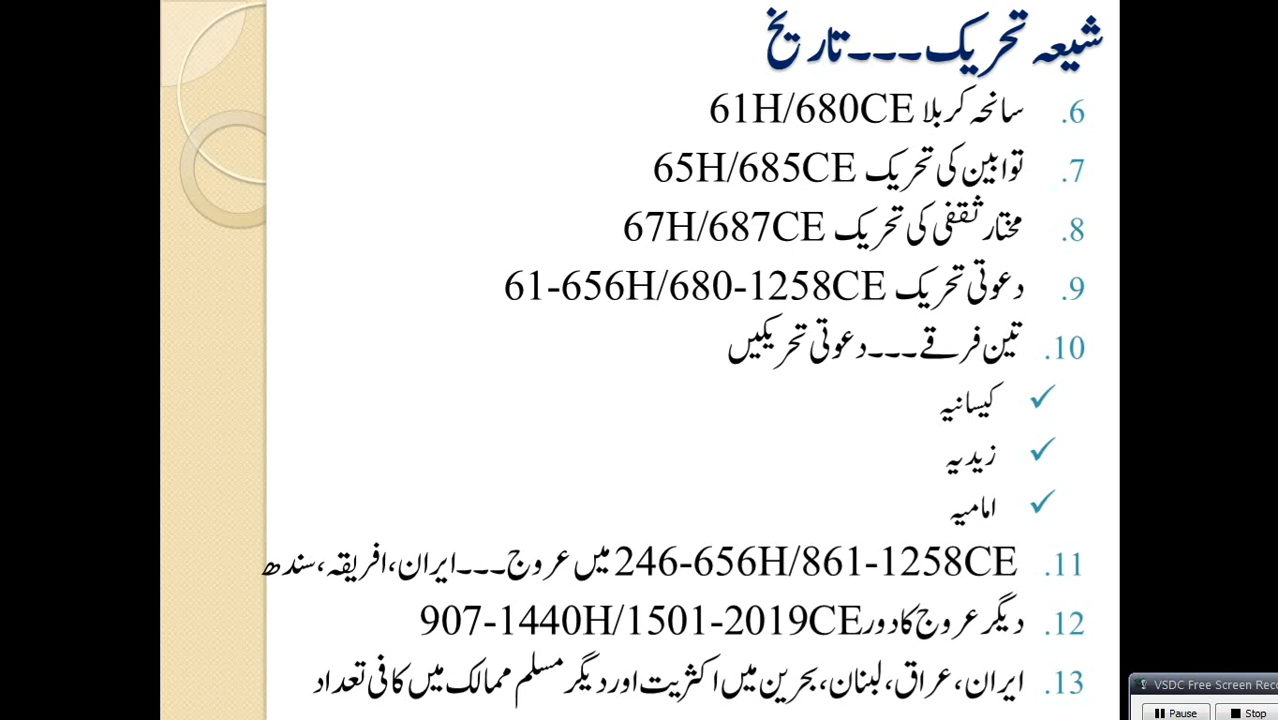 شیعہ تحریک۔۔۔تاریخ
6. سانحہ کربلا 61H/680CE
7. توابین کی تحریک 65H/685CE
8. مختار ثقفی کی تحریک 67H/687CE
9. دعوتی تحریک 61-656H/680-1258CE
10. تین فرقے۔۔۔دعوتی تحریکیں
✓ کیسانیہ
✓ زیدیہ
✓ امامیہ
11. 246-656H/861-1258CE میں عروج۔۔۔ایران،افریقہ،سندھ
12. دیگر عروج کا دور907-1440H/1501-2019CE
13. ایران،عراق،لبنان،بحرین میں اکثریت اور دیگر مسلم ممالک میں کافی تعداد
VSDC Free Screen Reco
Pause Stop